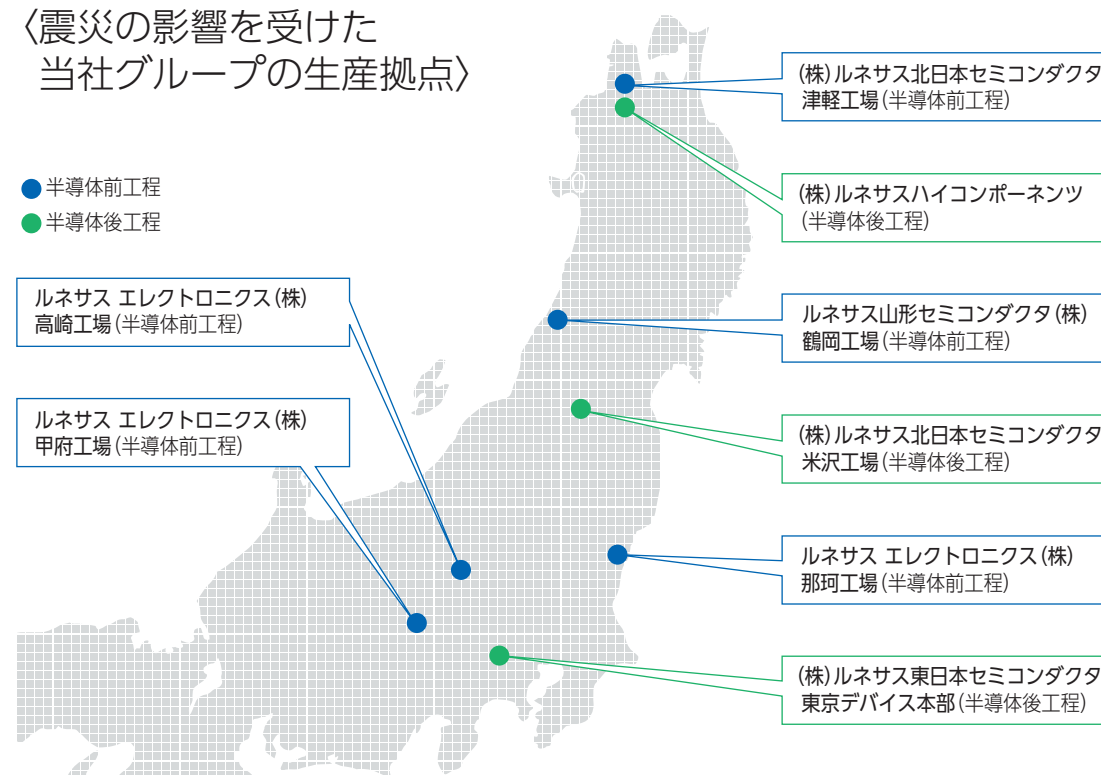 〈震災の影響を受けた
当社グループの生産拠点〉
半導体前工程
半導体後工程
ルネサス エレクトロニクス(株)
高崎工場(半導体前工程)
ルネサス エレクトロニクス(株)
甲府工場(半導体前工程)
(株)ルネサス北日本セミコンダクタ
津軽工場(半導体前工程)
(株)ルネサスハイコンポーネンツ
(半導体後工程)
ルネサス山形セミコンダクタ(株)
鶴岡工場(半導体前工程)
(株)ルネサス北日本セミコンダクタ
米沢工場(半導体後工程)
ルネサス エレクトロニクス(株)
那珂工場(半導体前工程)
(株)ルネサス東日本セミコンダクタ
東京デバイス本部(半導体後工程)